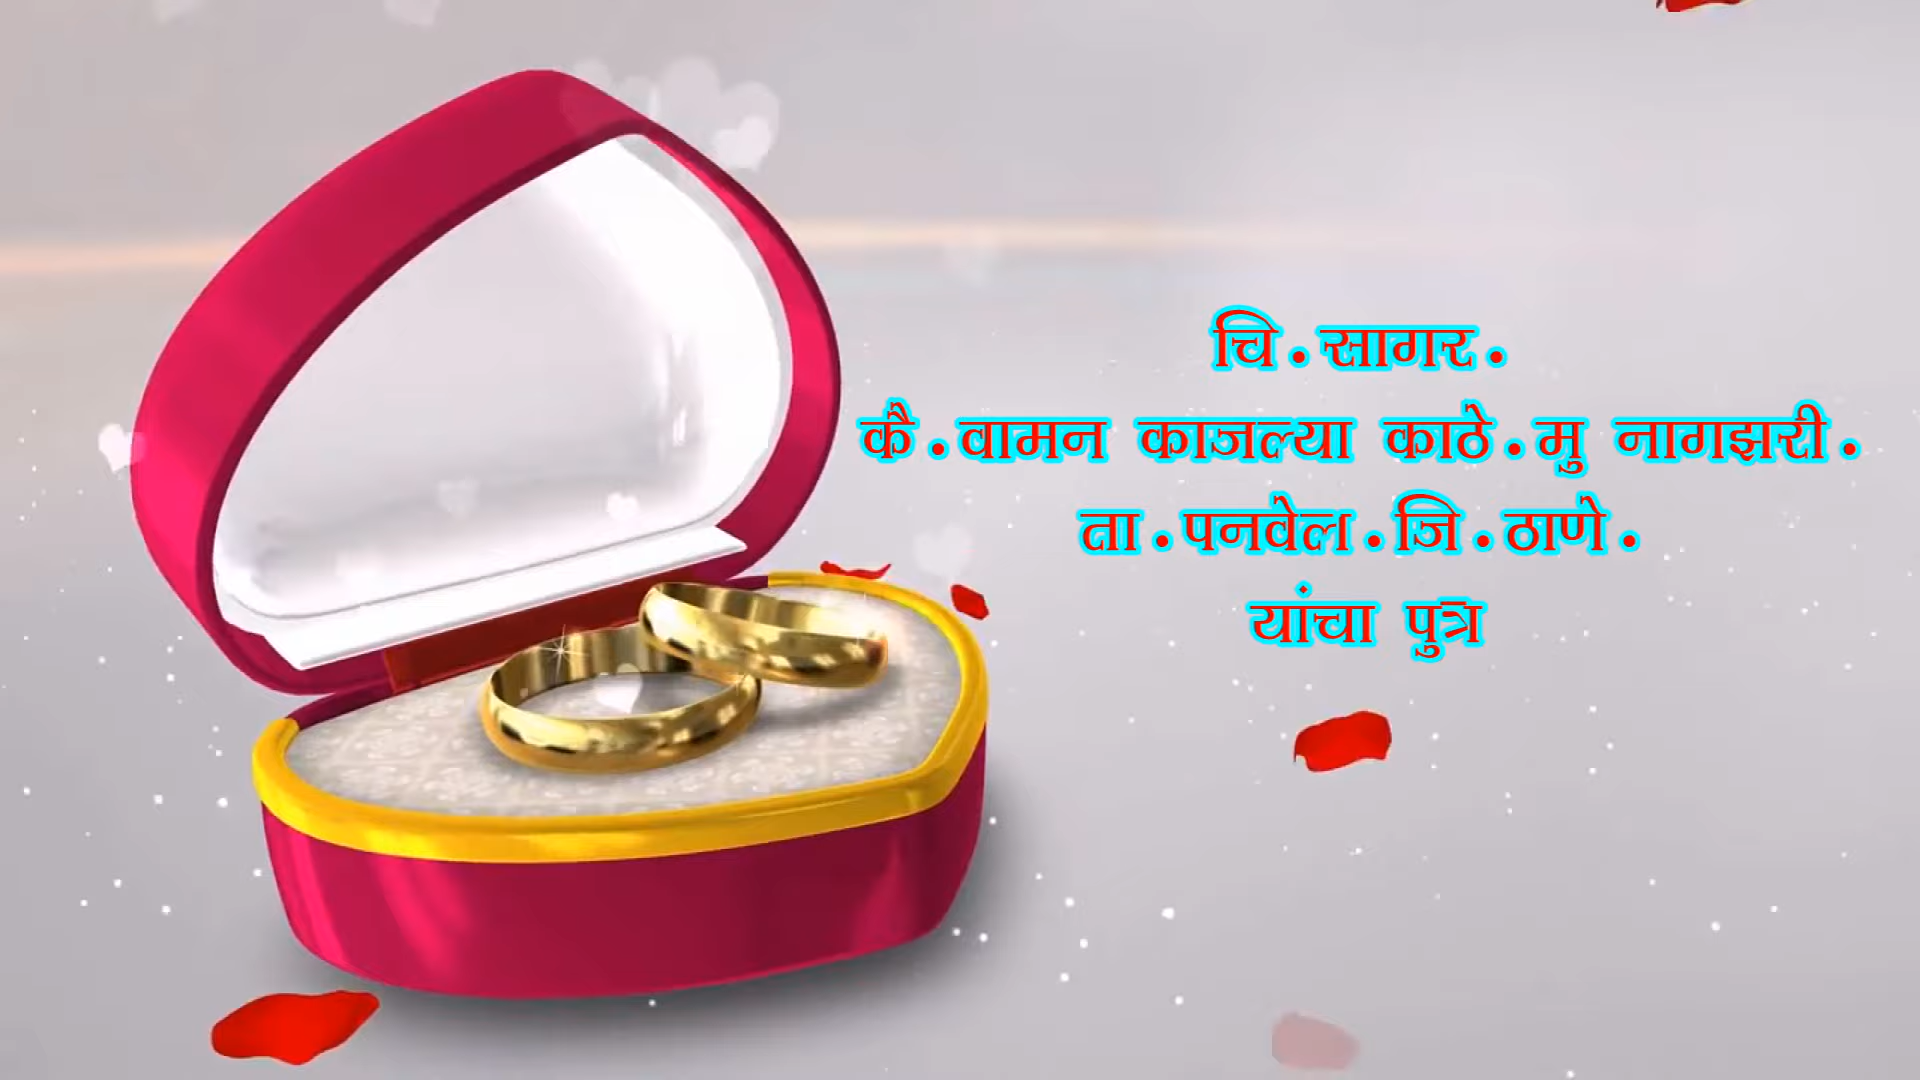 चि.सागर.
कै.वामन काजल्या काठे.मु नागझरी.
ता.पनवेल.जि.ठाणे.
यांचा पुत्र